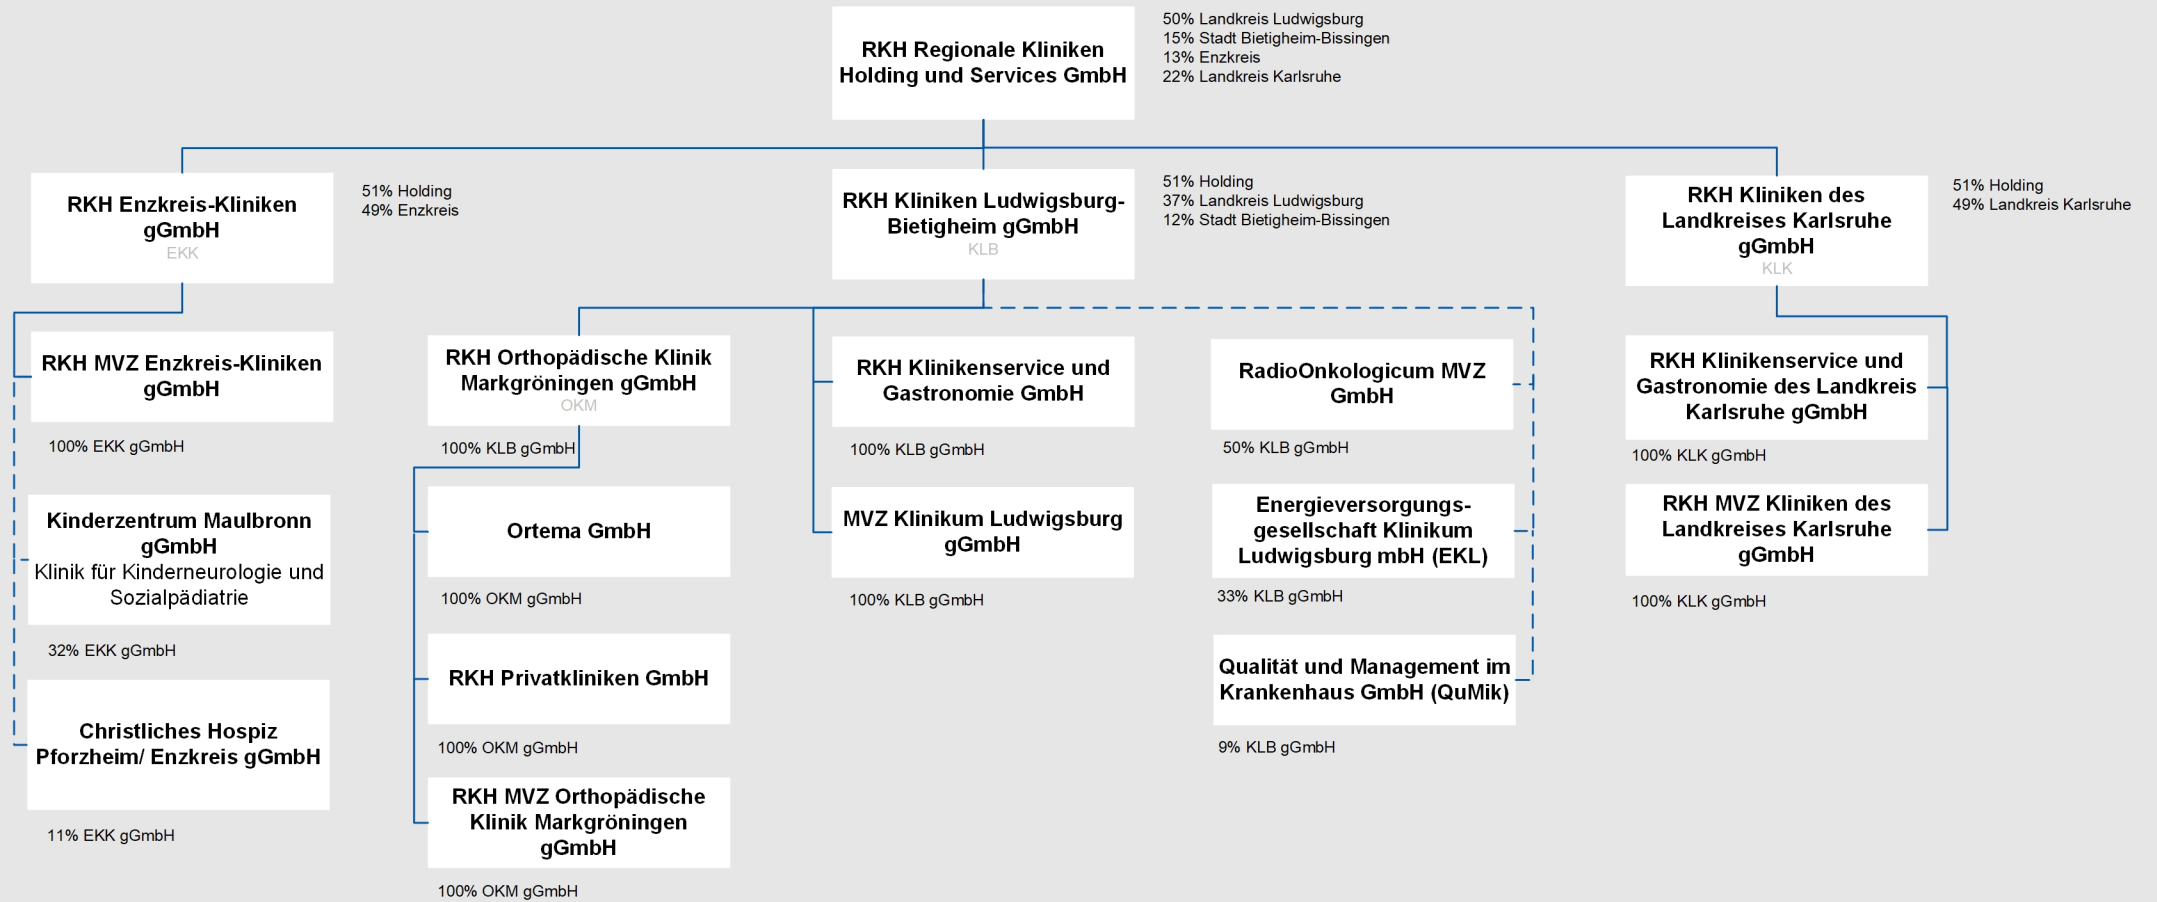 RKH Regionale Kliniken
Holding und Services GmbH
50% Landkreis Ludwigsburg
15% Stadt Bietigheim-Bissingen
13% Enzkreis
22% Landkreis Karlsruhe
RKH Enzkreis-Kliniken
gGmbH
EKK
51% Holding
49% Enzkreis
RKH Kliniken Ludwigsburg-
Bietigheim gGmbH
KLB
51% Holding
37% Landkreis Ludwigsburg
12% Stadt Bietigheim-Bissingen
RKH Kliniken des
Landkreises Karlsruhe
gGmbH
KLK
51% Holding
49% Landkreis Karlsruhe
RKH MVZ Enzkreis-Kliniken
gGmbH
100% EKK gGmbH
Kinderzentrum Maulbronn
gGmbH
Klinik für Kinderneurologie und
Sozialpädiatrie
32% EKK gGmbH
Christliches Hospiz
Pforzheim/ Enzkreis gGmbH
11% EKK gGmbH
RKH Orthopädische Klinik
Markgröningen gGmbH
OKM
100% KLB gGmbH
Ortema GmbH
100% OKM gGmbH
RKH Privatkliniken GmbH
100% OKM gGmbH
RKH MVZ Orthopädische
Klinik Markgröningen
gGmbH
100% OKM gGmbH
RKH Klinikenservice und
Gastronomie GmbH
100% KLB gGmbH
MVZ Klinikum Ludwigsburg
gGmbH
100% KLB gGmbH
RadioOnkologicum MVZ
GmbH
50% KLB gGmbH
Energieversorgungs-
gesellschaft Klinikum
Ludwigsburg mbH (EKL)
33% KLB gGmbH
Qualität und Management im
Krankenhaus GmbH (QuMik)
9% KLB gGmbH
RKH Klinikenservice und
Gastronomie des Landkreis
Karlsruhe gGmbH
100% KLK gGmbH
RKH MVZ Kliniken des
Landkreises Karlsruhe
gGmbH
100% KLK gGmbH